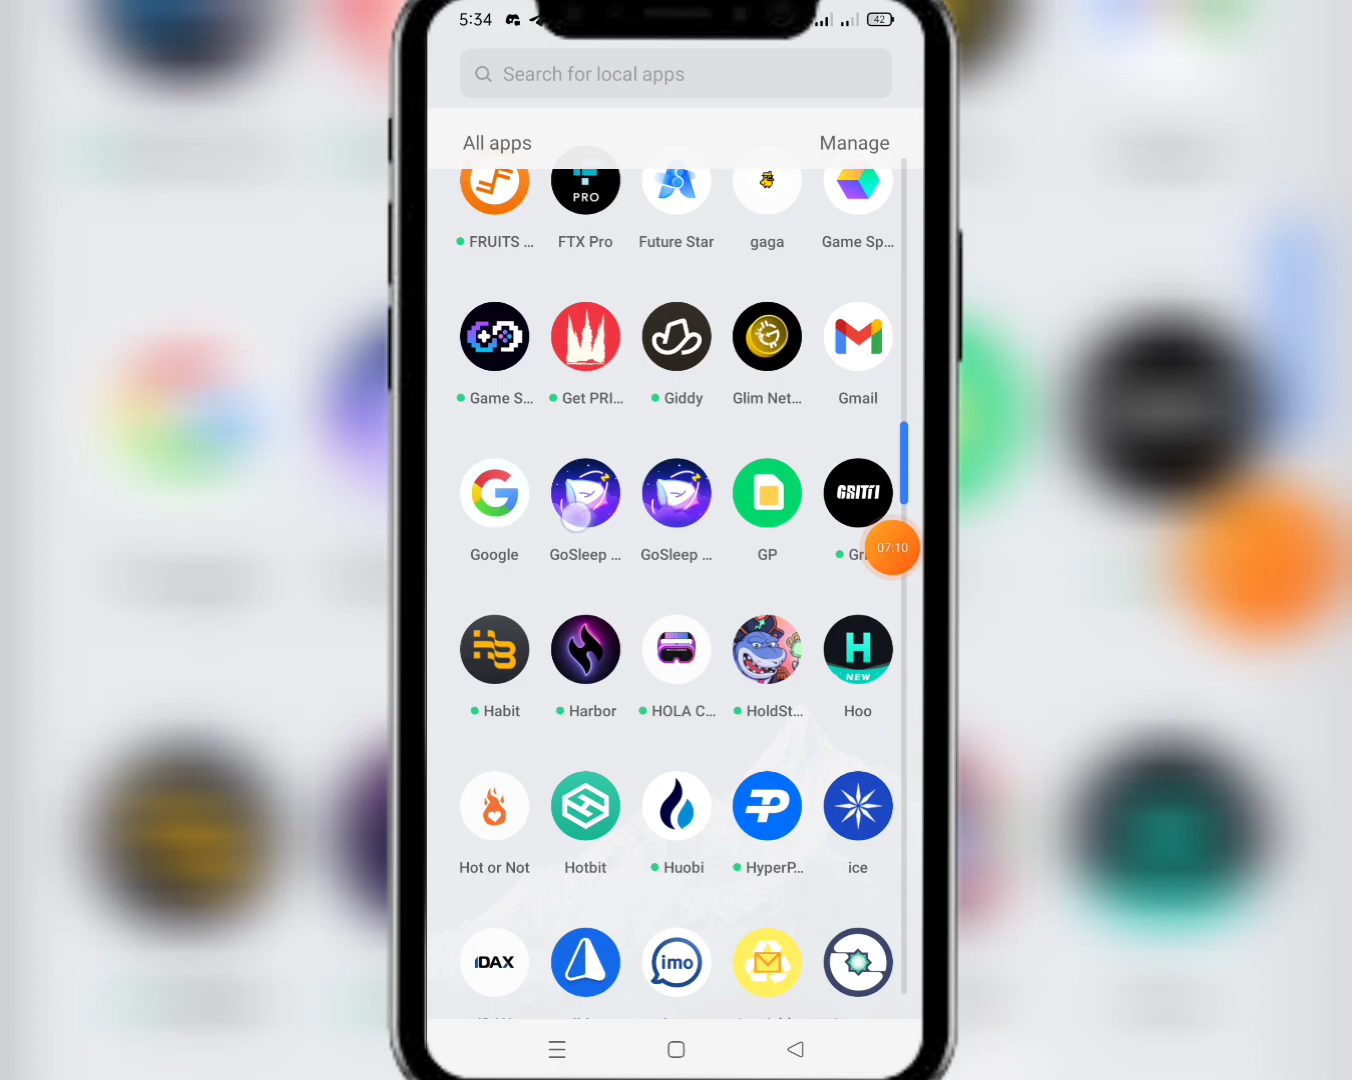 5:34
42
Search for local apps
All apps
Manage
PRO
FRUITS ...
FTX Pro
Future Star
gaga
Game Sp...
Game S...
Get PRI...
Giddy
Glim Net...
Gmail
GRITTI
Google
GoSleep ...
GoSleep ...
GP
Gri
07:10
H
NEW
Habit
Harbor
HOLA C...
HoldSt...
Hoo
Hot or Not
Hotbit
Huobi
HyperP...
ice
IDAX
imo